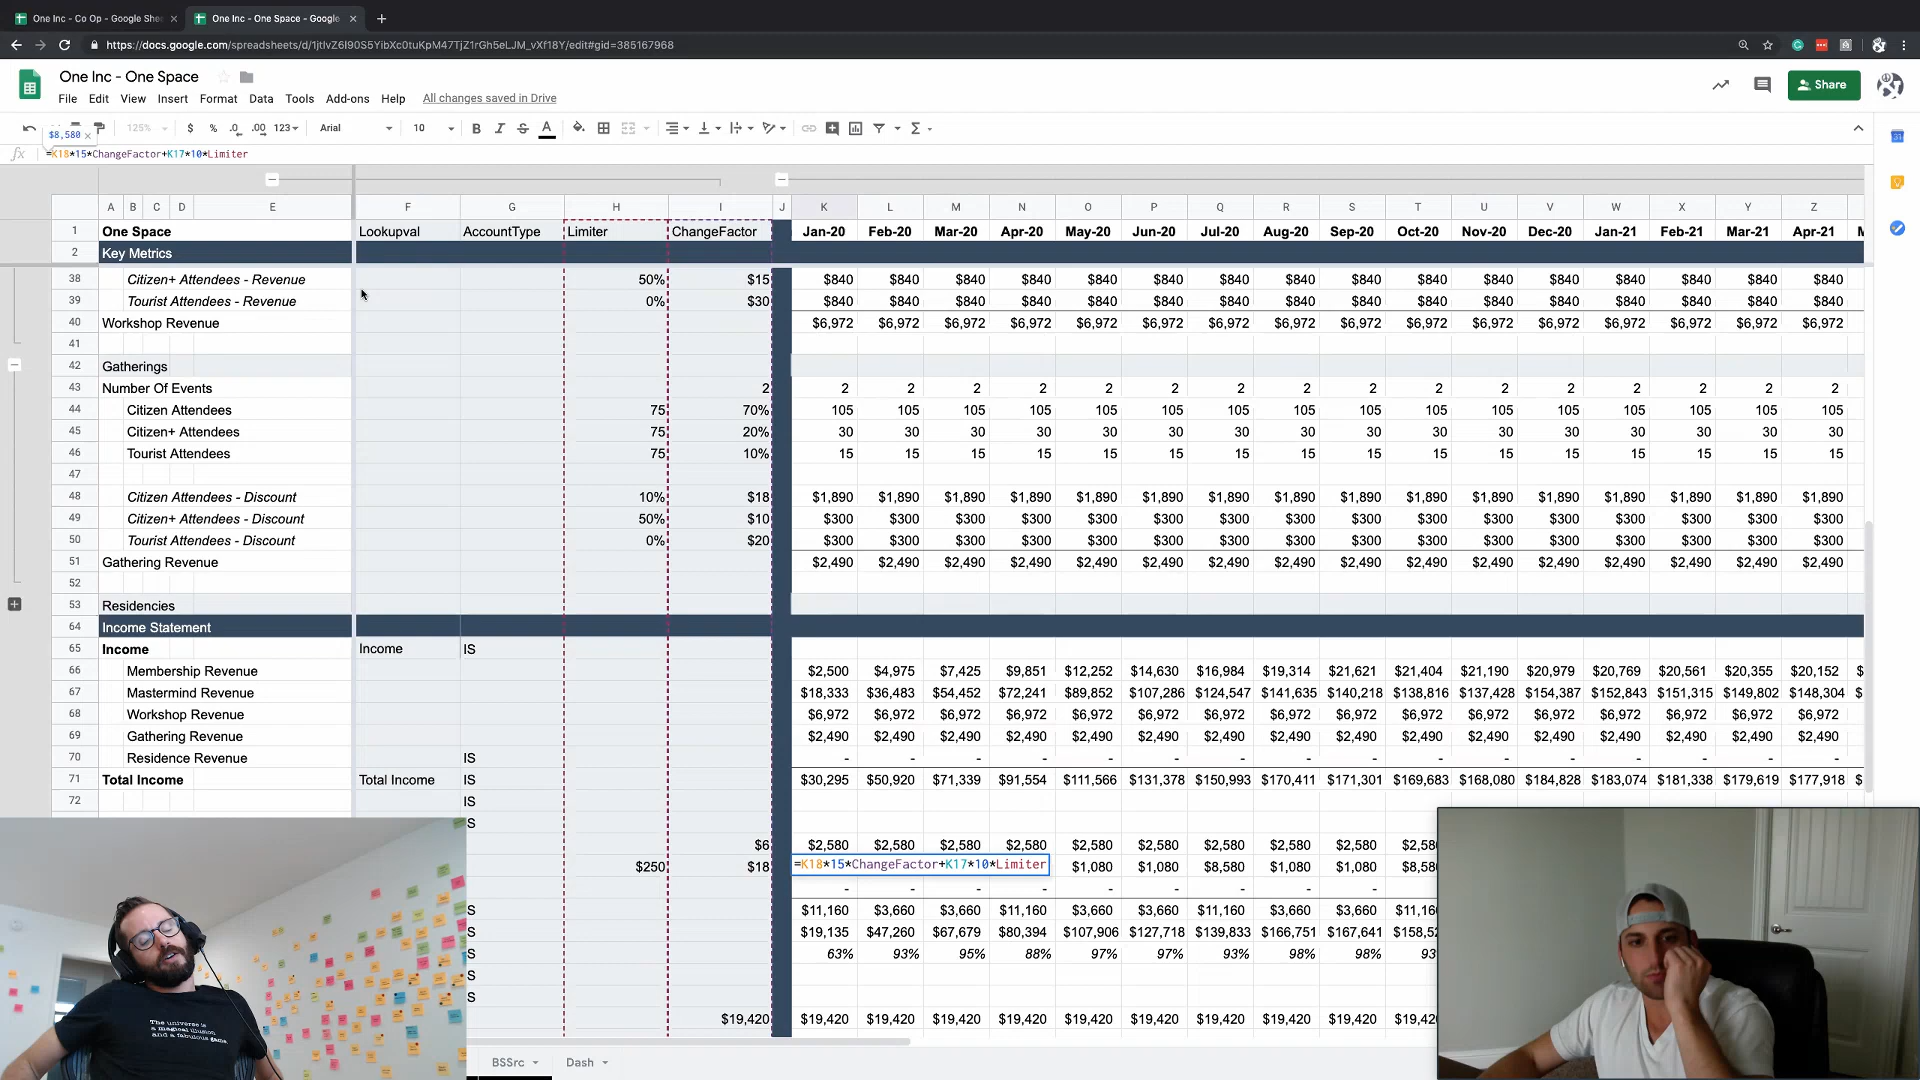 One Inc - Co Op - Google She
One Inc - One Space - Google
https://docs.google.com/spreadsheets/d/1jtIvZ6I90S5YibXc0tuKpM47TjZ1rGh5eLJM_vXf18Y/edit#gid=385167968
One Inc - One Space
File Edit View Insert Format Data Tools Add-ons Help All changes saved in Drive
Share
$8,580 ×
125% $ % .0 .00 123 Arial 10 B I S A
fx =K18*15*ChangeFactor+K17*10*Limiter
A B C D E F G H I J K L M N O P Q R S T U V W X Y Z
1 One Space Lookupval AccountType Limiter ChangeFactor Jan-20 Feb-20 Mar-20 Apr-20 May-20 Jun-20 Jul-20 Aug-20 Sep-20 Oct-20 Nov-20 Dec-20 Jan-21 Feb-21 Mar-21 Apr-21 M
2 Key Metrics
38 Citizen+ Attendees - Revenue 50% $15 $840 $840 $840 $840 $840 $840 $840 $840 $840 $840 $840 $840 $840 $840 $840 $840
39 Tourist Attendees - Revenue 0% $30 $840 $840 $840 $840 $840 $840 $840 $840 $840 $840 $840 $840 $840 $840 $840 $840
40 Workshop Revenue $6,972 $6,972 $6,972 $6,972 $6,972 $6,972 $6,972 $6,972 $6,972 $6,972 $6,972 $6,972 $6,972 $6,972 $6,972 $6,972
41
42 Gatherings
43 Number Of Events 2 2 2 2 2 2 2 2 2 2 2 2 2 2 2 2 2
44 Citizen Attendees 75 70% 105 105 105 105 105 105 105 105 105 105 105 105 105 105 105 105
45 Citizen+ Attendees 75 20% 30 30 30 30 30 30 30 30 30 30 30 30 30 30 30 30
46 Tourist Attendees 75 10% 15 15 15 15 15 15 15 15 15 15 15 15 15 15 15 15
47
48 Citizen Attendees - Discount 10% $18 $1,890 $1,890 $1,890 $1,890 $1,890 $1,890 $1,890 $1,890 $1,890 $1,890 $1,890 $1,890 $1,890 $1,890 $1,890 $1,890
49 Citizen+ Attendees - Discount 50% $10 $300 $300 $300 $300 $300 $300 $300 $300 $300 $300 $300 $300 $300 $300 $300 $300
50 Tourist Attendees - Discount 0% $20 $300 $300 $300 $300 $300 $300 $300 $300 $300 $300 $300 $300 $300 $300 $300 $300
51 Gathering Revenue $2,490 $2,490 $2,490 $2,490 $2,490 $2,490 $2,490 $2,490 $2,490 $2,490 $2,490 $2,490 $2,490 $2,490 $2,490 $2,490
52
53 Residencies
64 Income Statement
65 Income Income IS
66 Membership Revenue $2,500 $4,975 $7,425 $9,851 $12,252 $14,630 $16,984 $19,314 $21,621 $21,404 $21,190 $20,979 $20,769 $20,561 $20,355 $20,152 $
67 Mastermind Revenue $18,333 $36,483 $54,452 $72,241 $89,852 $107,286 $124,547 $141,635 $140,218 $138,816 $137,428 $154,387 $152,843 $151,315 $149,802 $148,304 $
68 Workshop Revenue $6,972 $6,972 $6,972 $6,972 $6,972 $6,972 $6,972 $6,972 $6,972 $6,972 $6,972 $6,972 $6,972 $6,972 $6,972 $6,972
69 Gathering Revenue $2,490 $2,490 $2,490 $2,490 $2,490 $2,490 $2,490 $2,490 $2,490 $2,490 $2,490 $2,490 $2,490 $2,490 $2,490 $2,490
70 Residence Revenue IS - - - - - - - - - - - - - - - -
71 Total Income Total Income IS $30,295 $50,920 $71,339 $91,554 $111,566 $131,378 $150,993 $170,411 $171,301 $169,683 $168,080 $184,828 $183,074 $181,338 $179,619 $177,918 $
72 IS
S
$6 $2,580 $2,580 $2,580 $2,580 $2,580 $2,580 $2,580 $2,580 $2,580 $2,5
$250 $18 =K18*15*ChangeFactor+K17*10*Limiter $1,080 $1,080 $8,580 $1,080 $1,080 $8,58
- - - - - - - - -
S $11,160 $3,660 $3,660 $11,160 $3,660 $3,660 $11,160 $3,660 $3,660 $11,16
S $19,135 $47,260 $67,679 $80,394 $107,906 $127,718 $139,833 $166,751 $167,641 $158,52
S 63% 93% 95% 88% 97% 97% 93% 98% 98% 93
S
S
$19,420 $19,420 $19,420 $19,420 $19,420 $19,420 $19,420 $19,420 $19,420 $19,420 $19,42
BSSrc Dash
The universe is
a magical illusion
and a fabulous game.